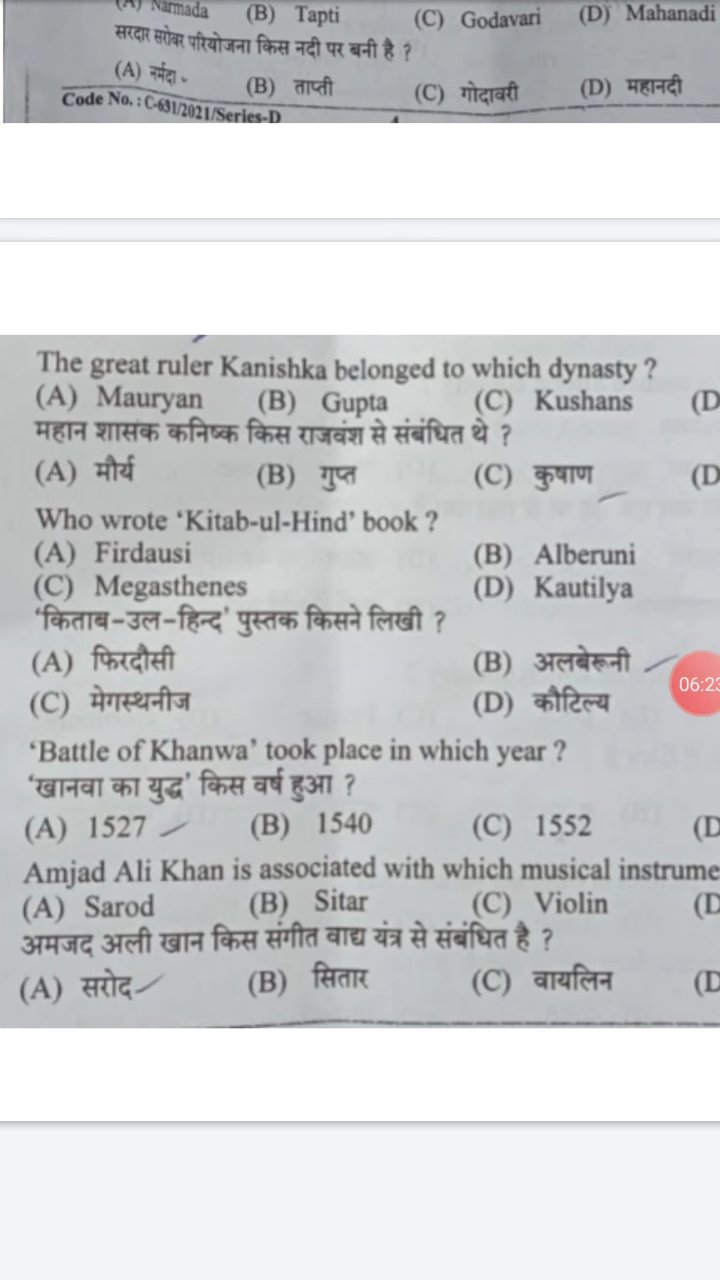 (A) Narmada (B) Tapti (C) Godavari (D) Mahanadi
सरदार सरोवर परियोजना किस नदी पर बनी है ?
(A) नर्मदा (B) ताप्ती (C) गोदावरी (D) महानदी
Code No. : C-631/2021/Series-D
The great ruler Kanishka belonged to which dynasty ?
(A) Mauryan (B) Gupta (C) Kushans (D
महान शासक कनिष्क किस राजवंश से संबंधित थे ?
(A) मौर्य (B) गुप्त (C) कुषाण (D
Who wrote ‘Kitab-ul-Hind’ book ?
(A) Firdausi (B) Alberuni
(C) Megasthenes (D) Kautilya
‘किताब-उल-हिन्द’ पुस्तक किसने लिखी ?
(A) फिरदौसी (B) अलबेरूनी
06:23
(C) मेगस्थनीज (D) कौटिल्य
‘Battle of Khanwa’ took place in which year ?
‘खानवा का युद्ध’ किस वर्ष हुआ ?
(A) 1527 (B) 1540 (C) 1552 (D
Amjad Ali Khan is associated with which musical instrume
(A) Sarod (B) Sitar (C) Violin (D
अमजद अली खान किस संगीत वाद्य यंत्र से संबंधित है ?
(A) सरोद (B) सितार (C) वायलिन (D